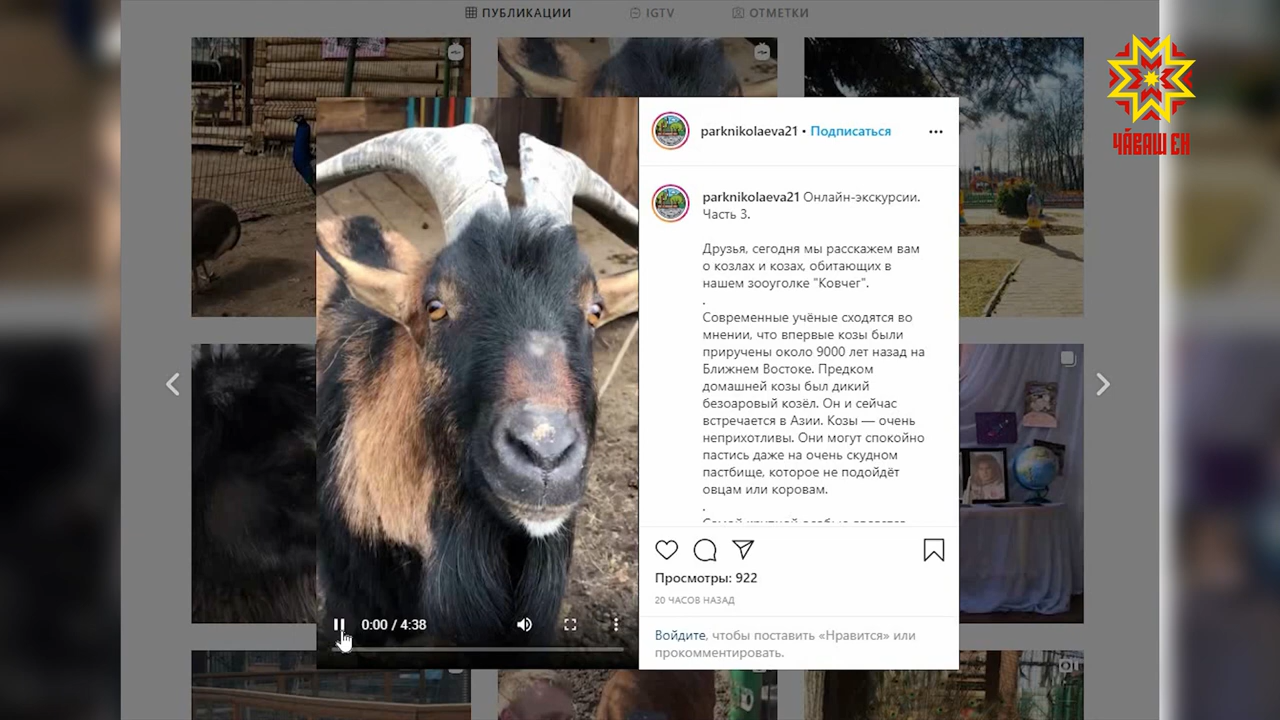 ПУБЛИКАЦИИ
IGTV
ОТМЕТКИ
ЧӐВАШ ЕН
parknikolaeva21 • Подписаться
parknikolaeva21 Онлайн-экскурсии.
Часть 3.
Друзья, сегодня мы расскажем вам
о козлах и козах, обитающих в
нашем зооуголке "Ковчег".
.
Современные учёные сходятся во
мнении, что впервые козы были
приручены около 9000 лет назад на
Ближнем Востоке. Предком
домашней козы был дикий
безоаровый козёл. Он и сейчас
встречается в Азии. Козы — очень
неприхотливы. Они могут спокойно
пастись даже на очень скудном
пастбище, которое не подойдёт
овцам или коровам.
.
Просмотры: 922
20 ЧАСОВ НАЗАД
0:00 / 4:38
Войдите, чтобы поставить «Нравится» или
прокомментировать.